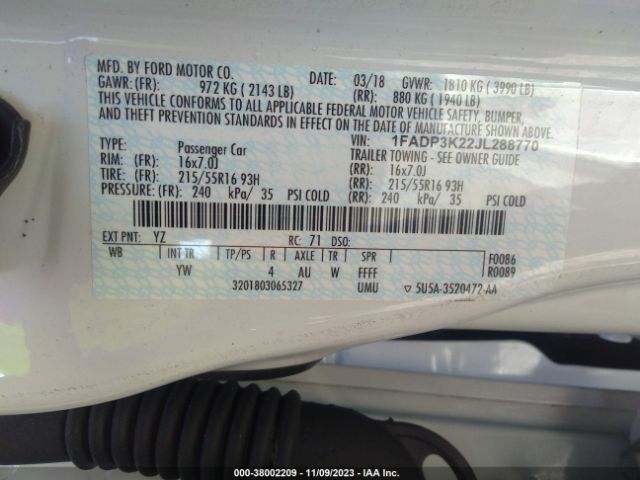 MFD. BY FORD MOTOR CO.
DATE: 03/18 GVWR: 1810 KG ( 3990 LB)
GAWR: (FR): 972 KG ( 2143 LB) (RR): 880 KG ( 1940 LB)
THIS VEHICLE CONFORMS TO ALL APPLICABLE FEDERAL MOTOR VEHICLE SAFETY, BUMPER,
AND THEFT PREVENTION STANDARDS IN EFFECT ON THE DATE OF MANUFACTURE SHOWN ABOVE.
VIN: 1FADP3K22JL288770
TYPE: Passenger Car TRAILER TOWING - SEE OWNER GUIDE
RIM: (FR): 16x7.0J (RR): 16x7.0J
TIRE: (FR): 215/55R16 93H (RR): 215/55R16 93H
PRESSURE: (FR): 240 kPa/ 35 PSI COLD (RR): 240 kPa/ 35 PSI COLD
EXT PNT: YZ RC: 71 DSO: F0086
WB INT TR TP/PS R AXLE TR SPR R0089
YW 4 AU W FFFF
3201803065327 UMU ▽ 5U5A-3520472-AA
000-38002209 - 11/09/2023 - IAA Inc.